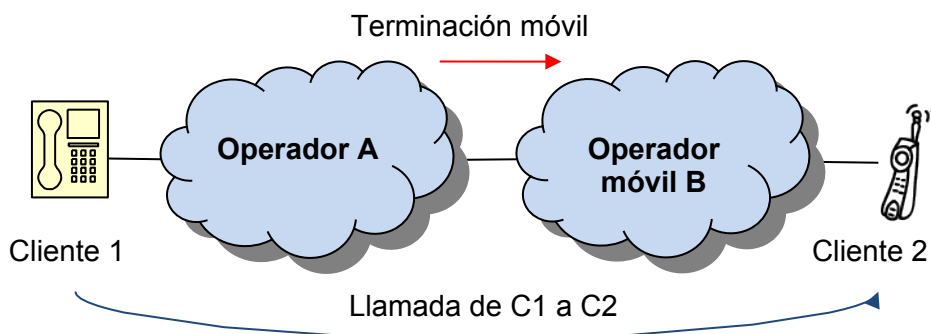 Terminación móvil
Operador A
Operador
móvil B
Cliente 1
Cliente 2
Llamada de C1 a C2